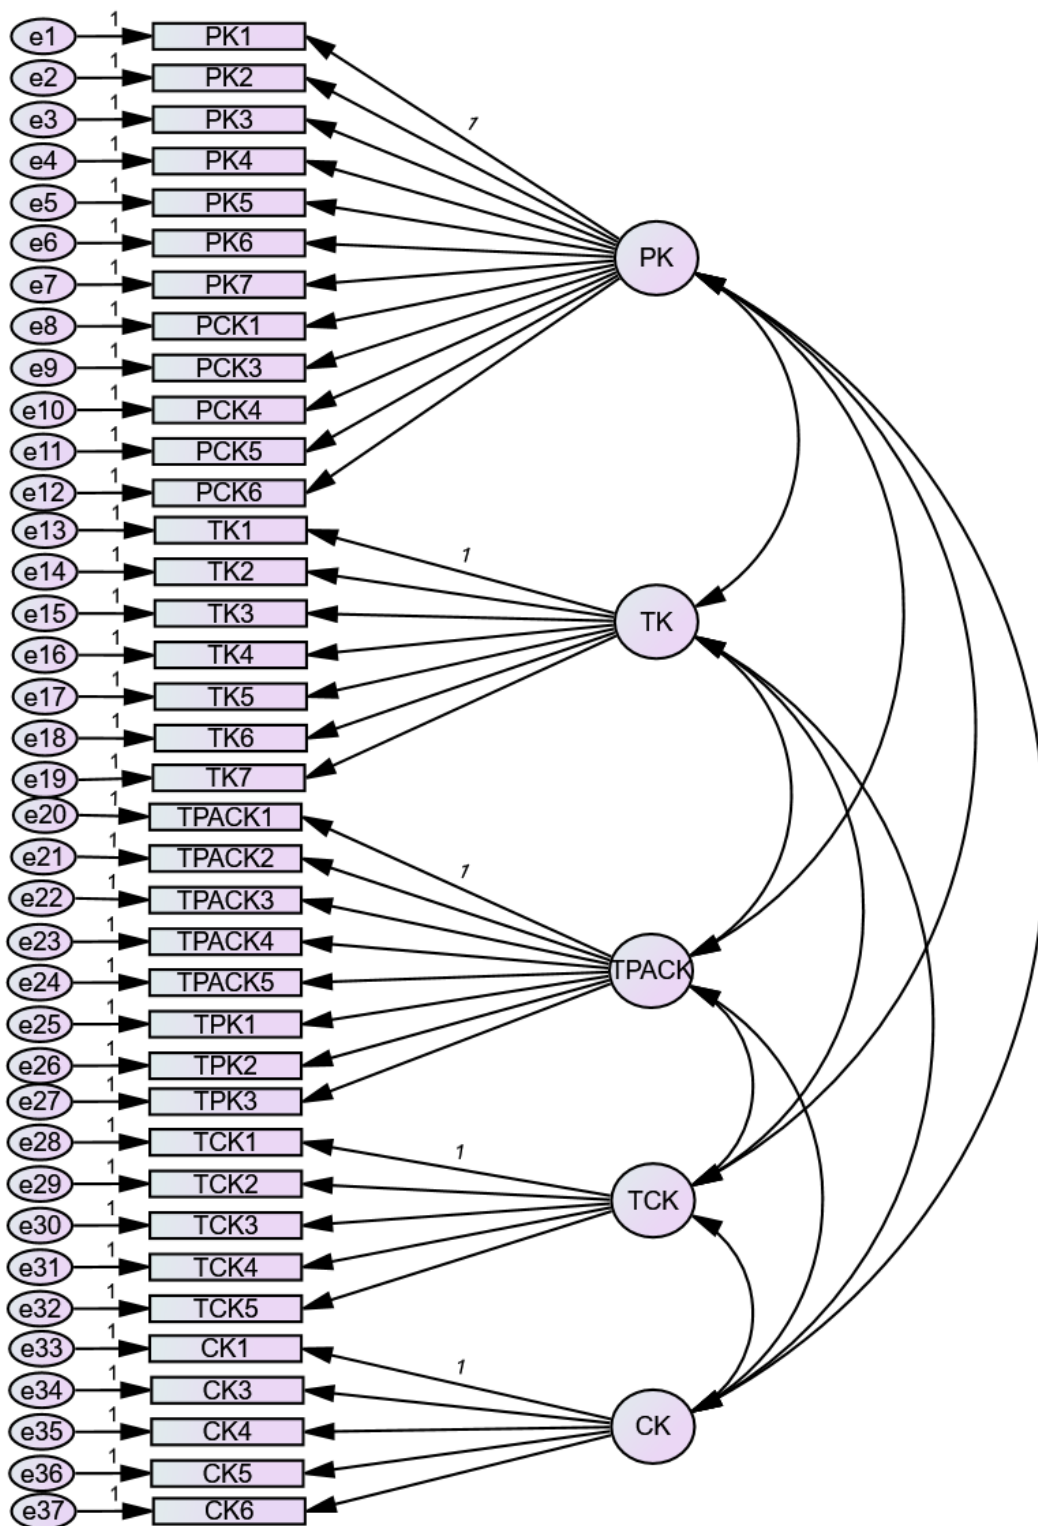 e1 1 PK1
e2 1 PK2
e3 1 PK3
1
e4 1 PK4
e5 1 PK5
e6 1 PK6
PK
e7 1 PK7
e8 1 PCK1
e9 1 PCK3
e10 1 PCK4
e11 1 PCK5
e12 1 PCK6
e13 1 TK1
1
e14 1 TK2
e15 1 TK3
TK
e16 1 TK4
e17 1 TK5
e18 1 TK6
e19 1 TK7
e20 1 TPACK1
e21 1 TPACK2
1
e22 1 TPACK3
e23 1 TPACK4
TPACK
e24 1 TPACK5
e25 1 TPK1
e26 1 TPK2
e27 1 TPK3
e28 1 TCK1
1
e29 1 TCK2
TCK
e30 1 TCK3
e31 1 TCK4
e32 1 TCK5
e33 1 CK1
1
e34 1 CK3
e35 1 CK4
CK
e36 1 CK5
e37 1 CK6